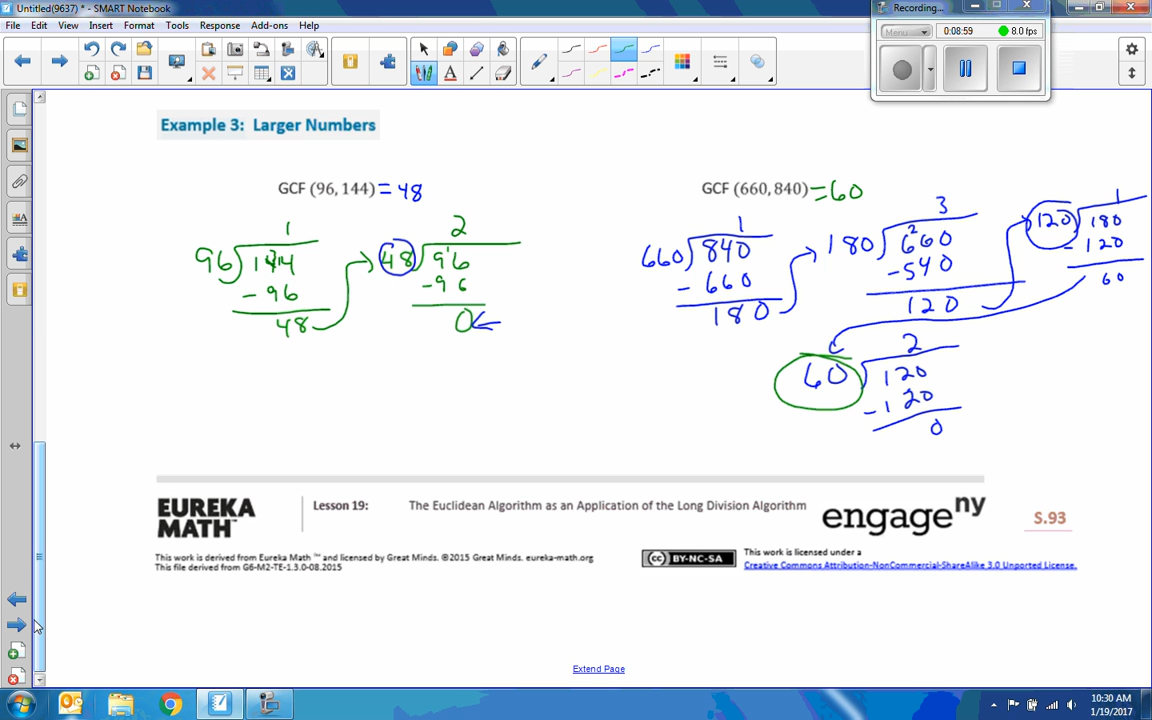 Untitled(9637) * - SMART Notebook
File Edit View Insert Format Tools Response Add-ons Help
Recording...
Menu 0:08:59 8.0 fps
Example 3: Larger Numbers
GCF (96, 144) = 48
1
96 144
- 96
48
2
48 96
- 96
0
GCF (660, 840) = 60
1
660 840
- 660
180
3
180 660
- 540
120
1
120 180
- 120
60
2
60 120
- 120
0
EUREKA MATH™
Lesson 19: The Euclidean Algorithm as an Application of the Long Division Algorithm
engage ny
S.93
This work is derived from Eureka Math ™ and licensed by Great Minds. ©2015 Great Minds. eureka-math.org
This file derived from G6-M2-TE-1.3.0-08.2015
(cc) BY-NC-SA
This work is licensed under a
Creative Commons Attribution-NonCommercial-ShareAlike 3.0 Unported License.
Extend Page
10:30 AM
1/19/2017